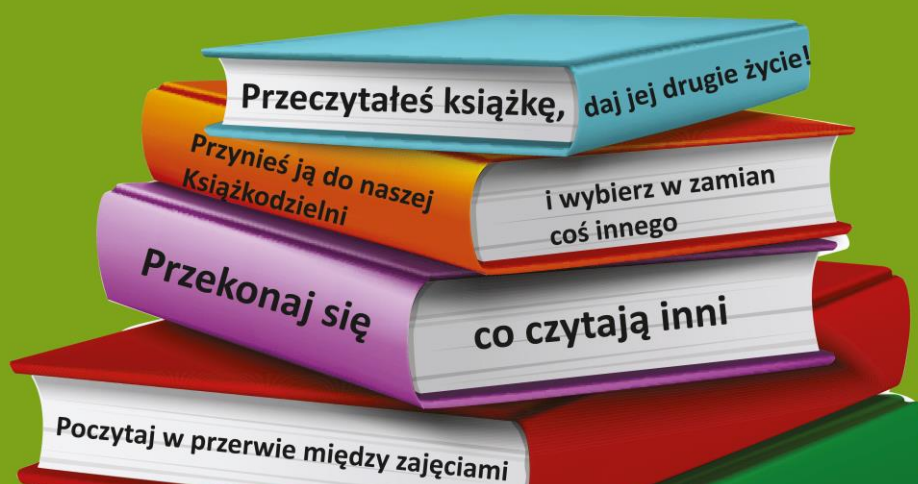 Przeczytałeś książkę, daj jej drugie życie!
Przynieś ją do naszej
Książkodzielni
i wybierz w zamian
coś innego
Przekonaj się
co czytają inni
Poczytaj w przerwie między zajęciami